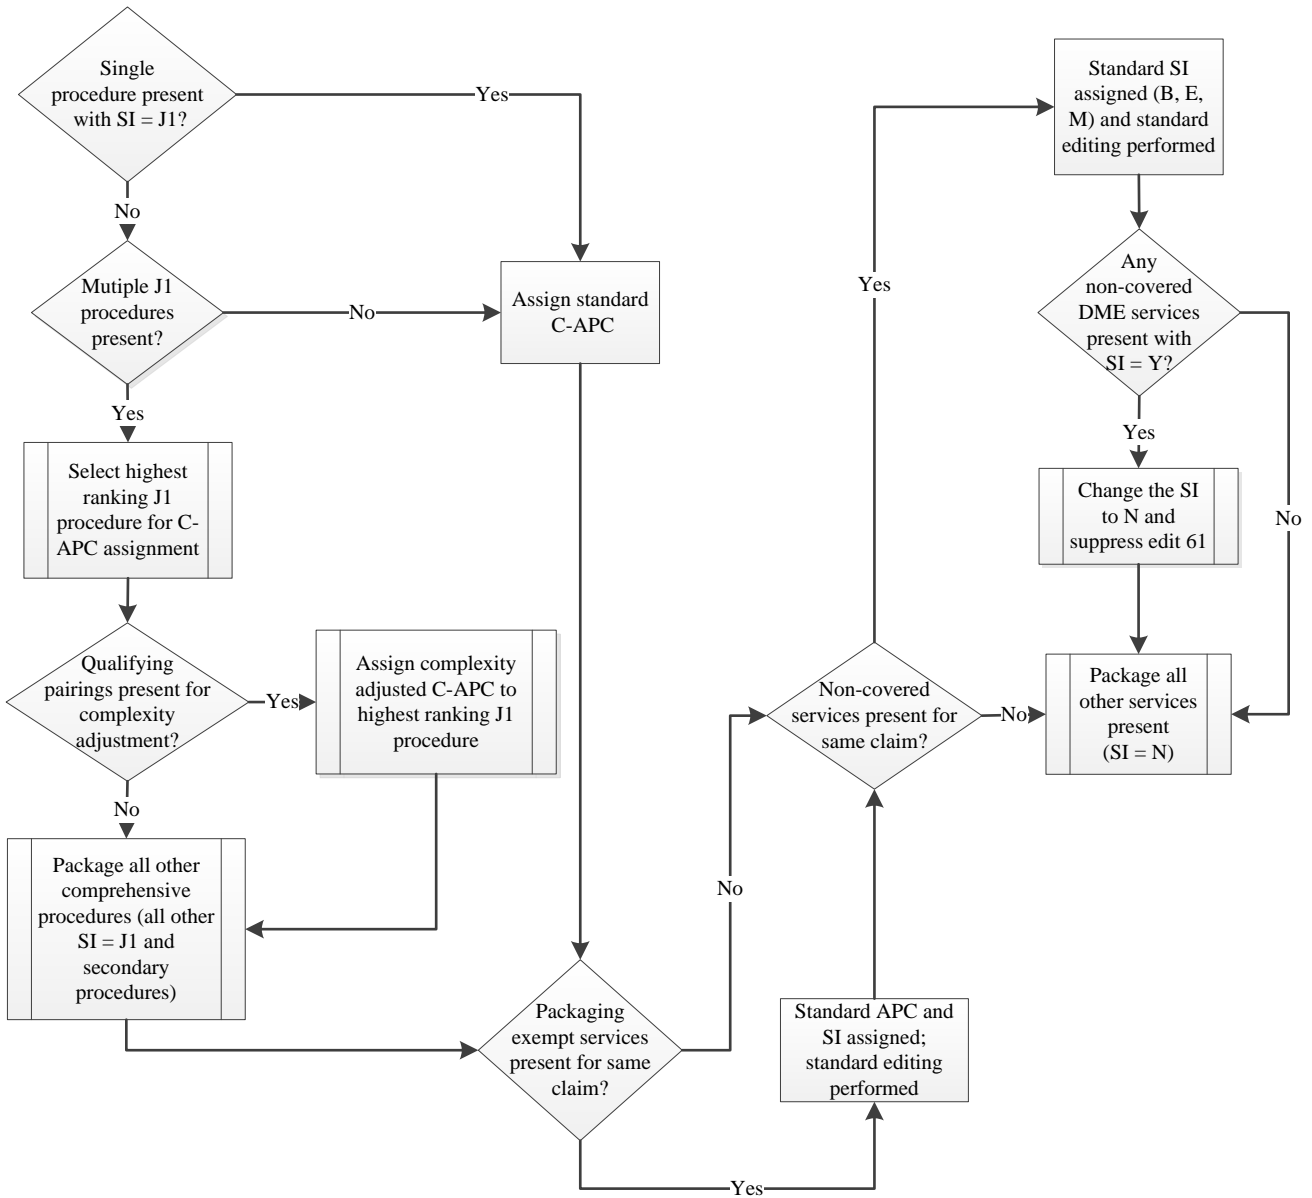 Single
procedure present
with SI = J1?
Yes
No
Mutiple J1
procedures
present?
No
Assign standard
C-APC
Yes
Select highest
ranking J1
procedure for C-
APC assignment
Qualifying
pairings present for
complexity
adjustment?
Yes
Assign complexity
adjusted C-APC to
highest ranking J1
procedure
No
Package all other
comprehensive
procedures (all other
SI = J1 and
secondary
procedures)
Packaging
exempt services
present for same
claim?
No
Yes
Standard APC and
SI assigned;
standard editing
performed
Non-covered
services present for
same claim?
No
Yes
Standard SI
assigned (B, E,
M) and standard
editing performed
Any
non-covered
DME services
present with
SI = Y?
Yes
No
Change the SI
to N and
suppress edit 61
Package all
other services
present
(SI = N)